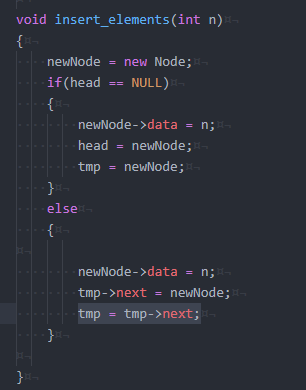 void insert_elements(int n)
{
    newNode = new Node;
    if(head == NULL)
    {
        newNode->data = n;
        head = newNode;
        tmp = newNode;
    }
    else
    {

        newNode->data = n;
        tmp->next = newNode;
        tmp = tmp->next;
    }

}